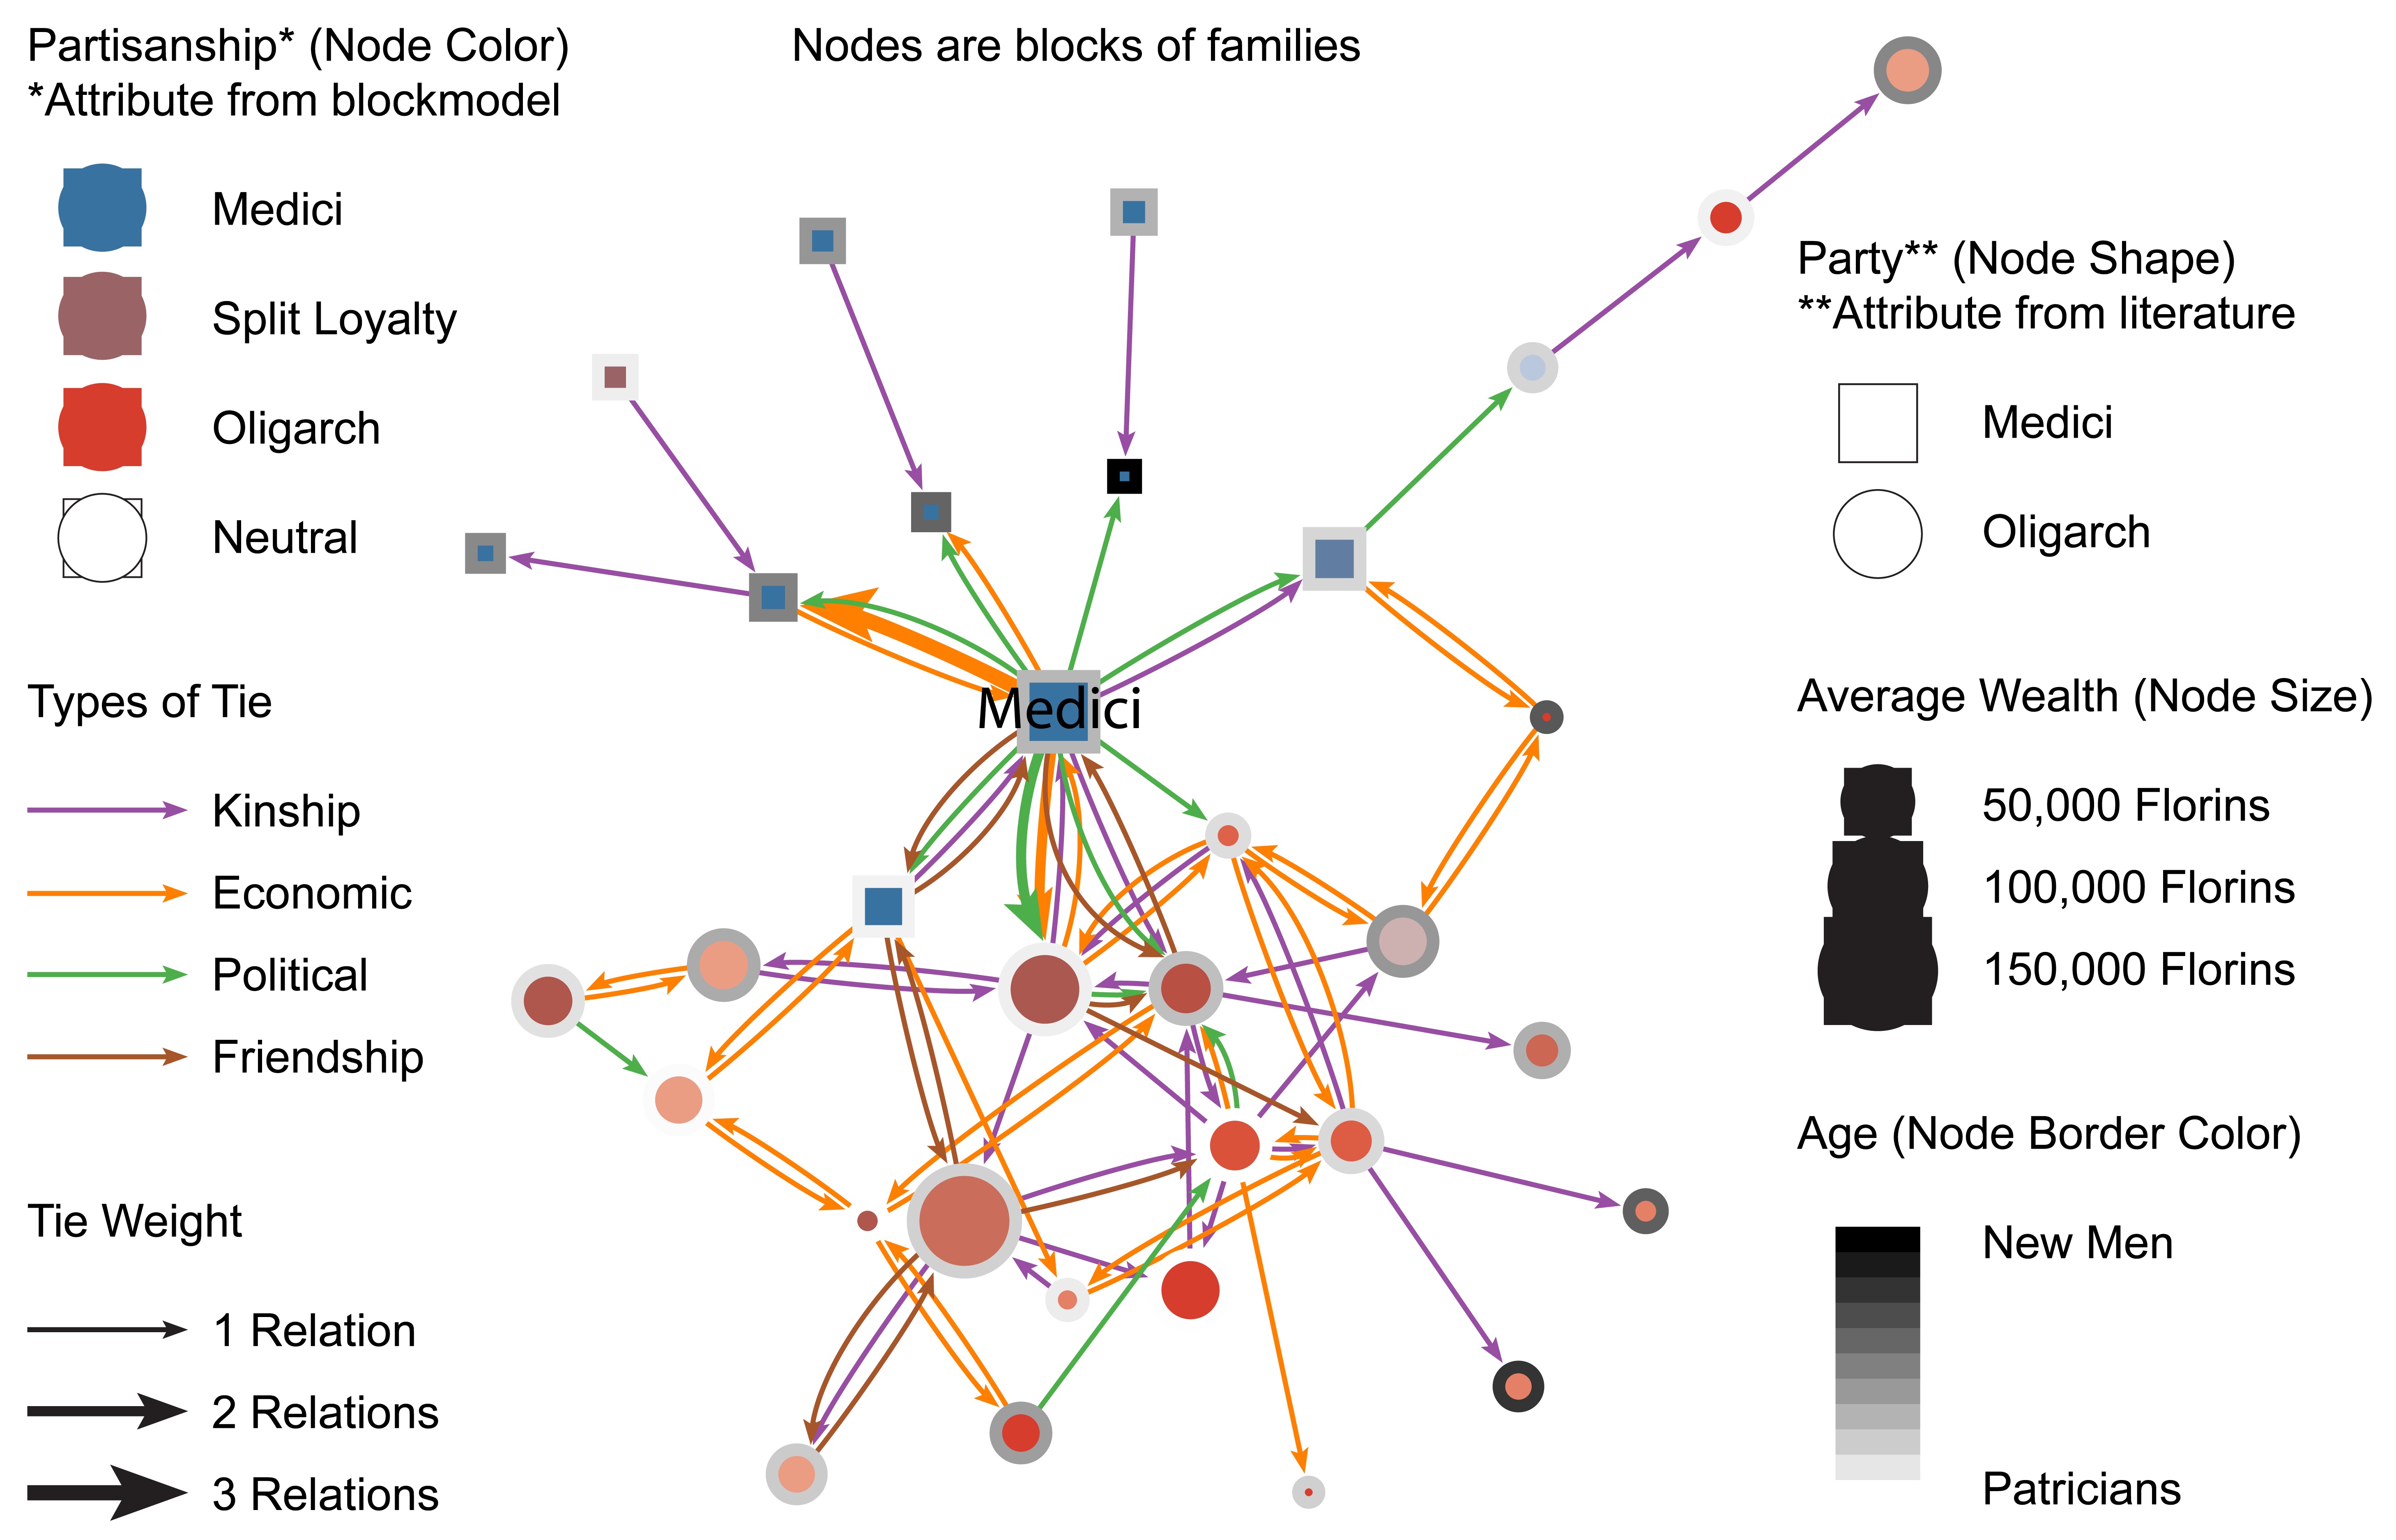 Partisanship* (Node Color)
*Attribute from blockmodel
Medici
Split Loyalty
Oligarch
Neutral
Types of Tie
Kinship
Economic
Political
Friendship
Tie Weight
1 Relation
2 Relations
3 Relations
Nodes are blocks of families
Medici
Party** (Node Shape)
**Attribute from literature
Medici
Oligarch
Average Wealth (Node Size)
50,000 Florins
100,000 Florins
150,000 Florins
Age (Node Border Color)
New Men
Patricians